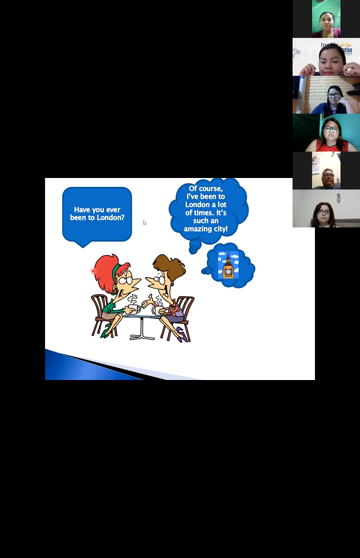 Have you ever
been to London?
Of course,
I've been to
London a lot
of times. It's
such an
amazing city!